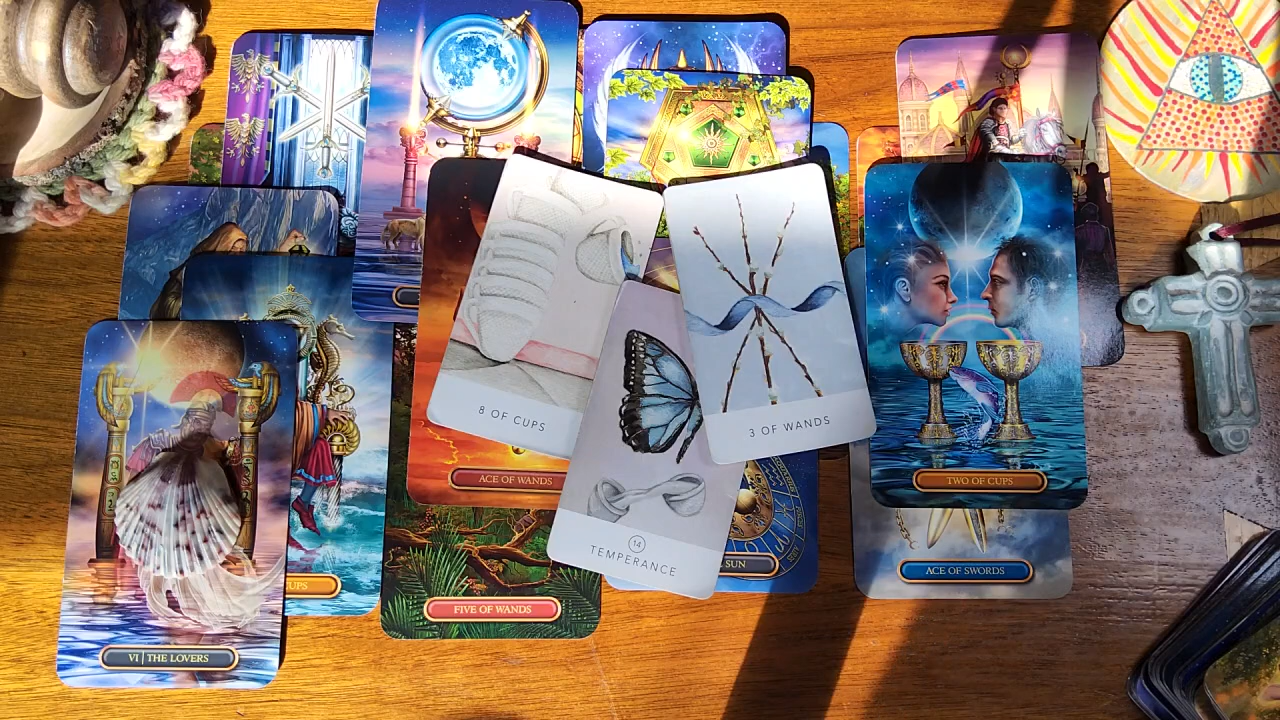 8 OF CUPS
3 OF WANDS
ACE OF WANDS
TWO OF CUPS
14
TEMPERANCE
SUN
ACE OF SWORDS
CUPS
FIVE OF WANDS
VI THE LOVERS